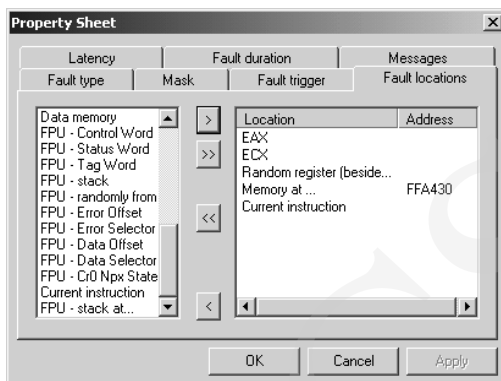 Property Sheet
Latency
Fault duration
Messages
Fault type
Mask
Fault trigger
Fault locations
Data memory
FPU - Control Word
FPU - Status Word
FPU - Tag Word
FPU - stack
FPU - randomly from
FPU - Error Offset
FPU - Error Selector
FPU - Data Offset
FPU - Data Selector
FPU - Cr0 Npx State
Current instruction
FPU - stack at...
>
>>
<<
<
Location Address
EAX
ECX
Random register (beside...
Memory at ... FFA430
Current instruction
OK
Cancel
Apply